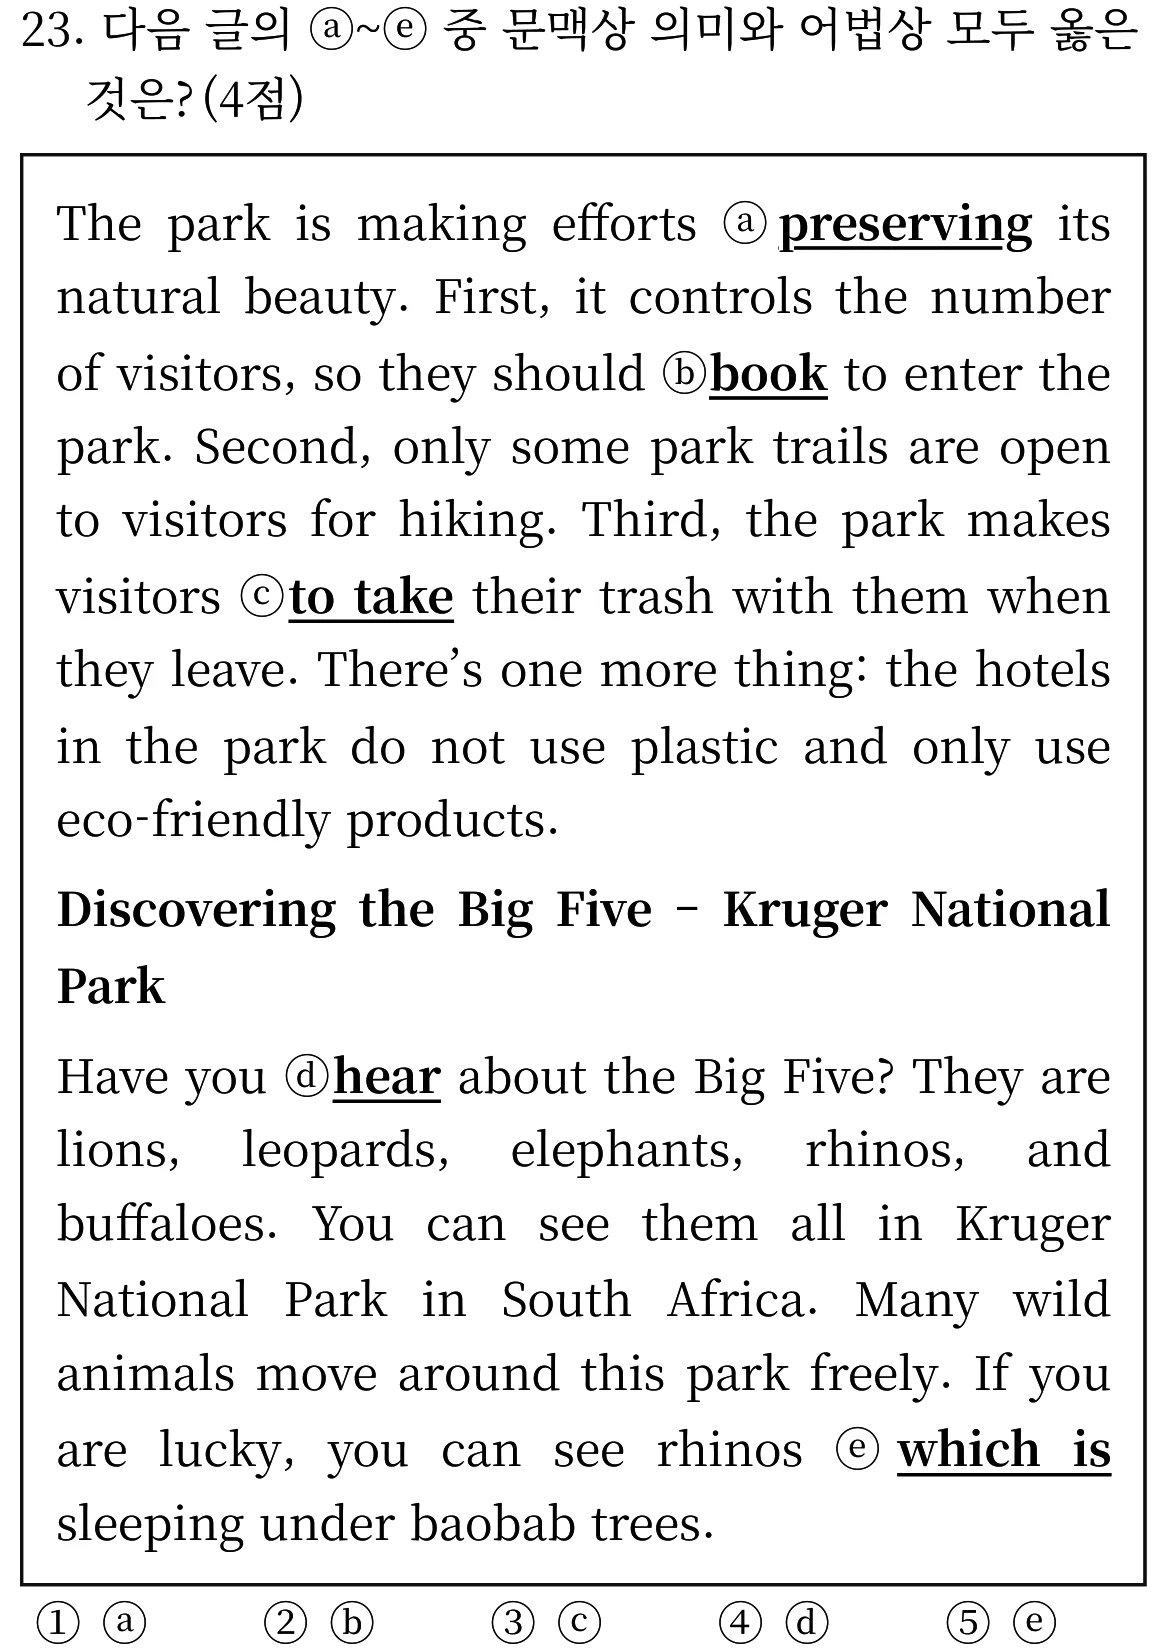 23. 다음 글의 ⓐ~ⓔ 중 문맥상 의미와 어법상 모두 옳은
것은? (4점)
The park is making efforts ⓐ preserving its
natural beauty. First, it controls the number
of visitors, so they should ⓑbook to enter the
park. Second, only some park trails are open
to visitors for hiking. Third, the park makes
visitors ⓒto take their trash with them when
they leave. There's one more thing: the hotels
in the park do not use plastic and only use
eco-friendly products.
Discovering the Big Five – Kruger National
Park
Have you ⓓhear about the Big Five? They are
lions, leopards, elephants, rhinos, and
buffaloes. You can see them all in Kruger
National Park in South Africa. Many wild
animals move around this park freely. If you
are lucky, you can see rhinos ⓔ which is
sleeping under baobab trees.
① ⓐ ② ⓑ ③ ⓒ ④ ⓓ ⑤ ⓔ